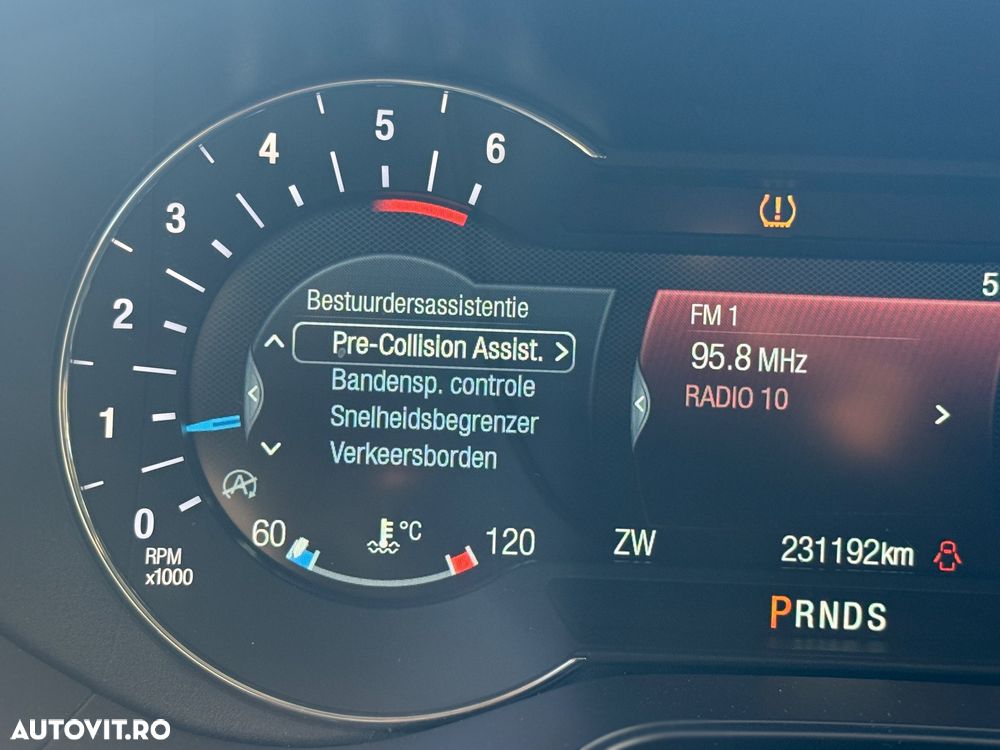 6
5
4
3
2
1
0
RPM
x1000
Bestuurdersassistentie
Pre-Collision Assist.
Bandensp. controle
Snelheidsbegrenzer
Verkeersborden
A
60
°C
120
5
FM 1
95.8 MHz
RADIO 10
ZW
231192km
PRNDS
AUTOVIT.RO